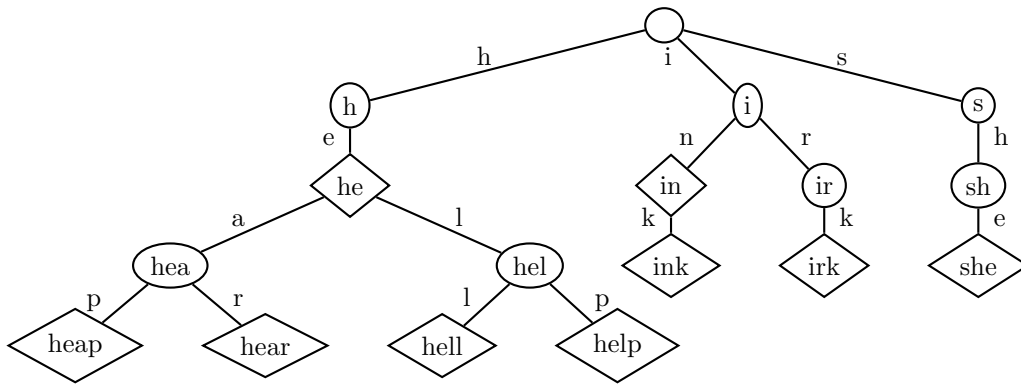 h i s
h i s
e n r h
he in ir sh
a l k k e
hea hel ink irk she
p r l p
heap hear hell help